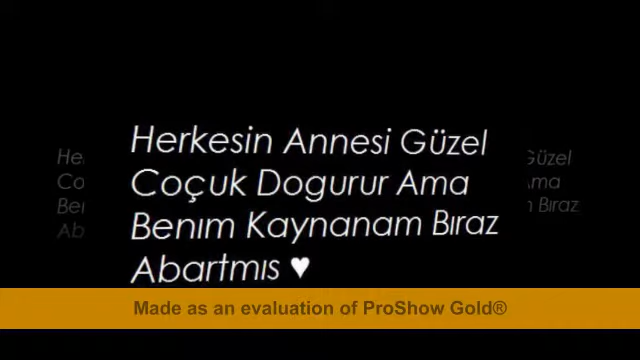 Herkesin Annesi Güzel
Coçuk Dogurur Ama
Benım Kaynanam Bıraz
Abartmıs ♥
Made as an evaluation of ProShow Gold®